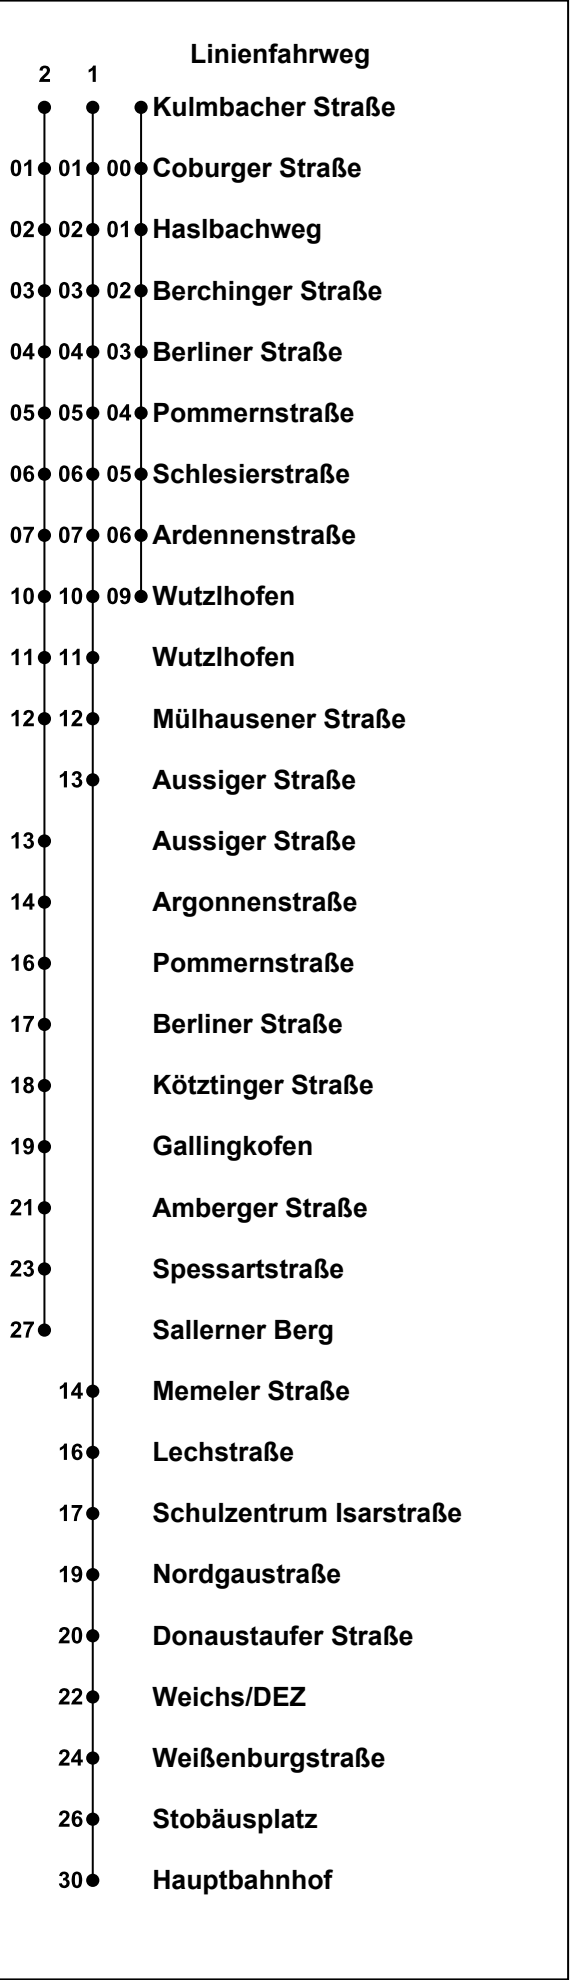 Linienfahrweg
2 1
Kulmbacher Straße
01 01 00 Coburger Straße
02 02 01 Haslbachweg
03 03 02 Berchinger Straße
04 04 03 Berliner Straße
05 05 04 Pommernstraße
06 06 05 Schlesierstraße
07 07 06 Ardennenstraße
10 10 09 Wutzlhofen
11 11 Wutzlhofen
12 12 Mülhausener Straße
13 Aussiger Straße
13 Aussiger Straße
14 Argonnenstraße
16 Pommernstraße
17 Berliner Straße
18 Kötztinger Straße
19 Gallingkofen
21 Amberger Straße
23 Spessartstraße
27 Sallerner Berg
14 Memeler Straße
16 Lechstraße
17 Schulzentrum Isarstraße
19 Nordgaustraße
20 Donaustaufer Straße
22 Weichs/DEZ
24 Weißenburgstraße
26 Stobäusplatz
30 Hauptbahnhof